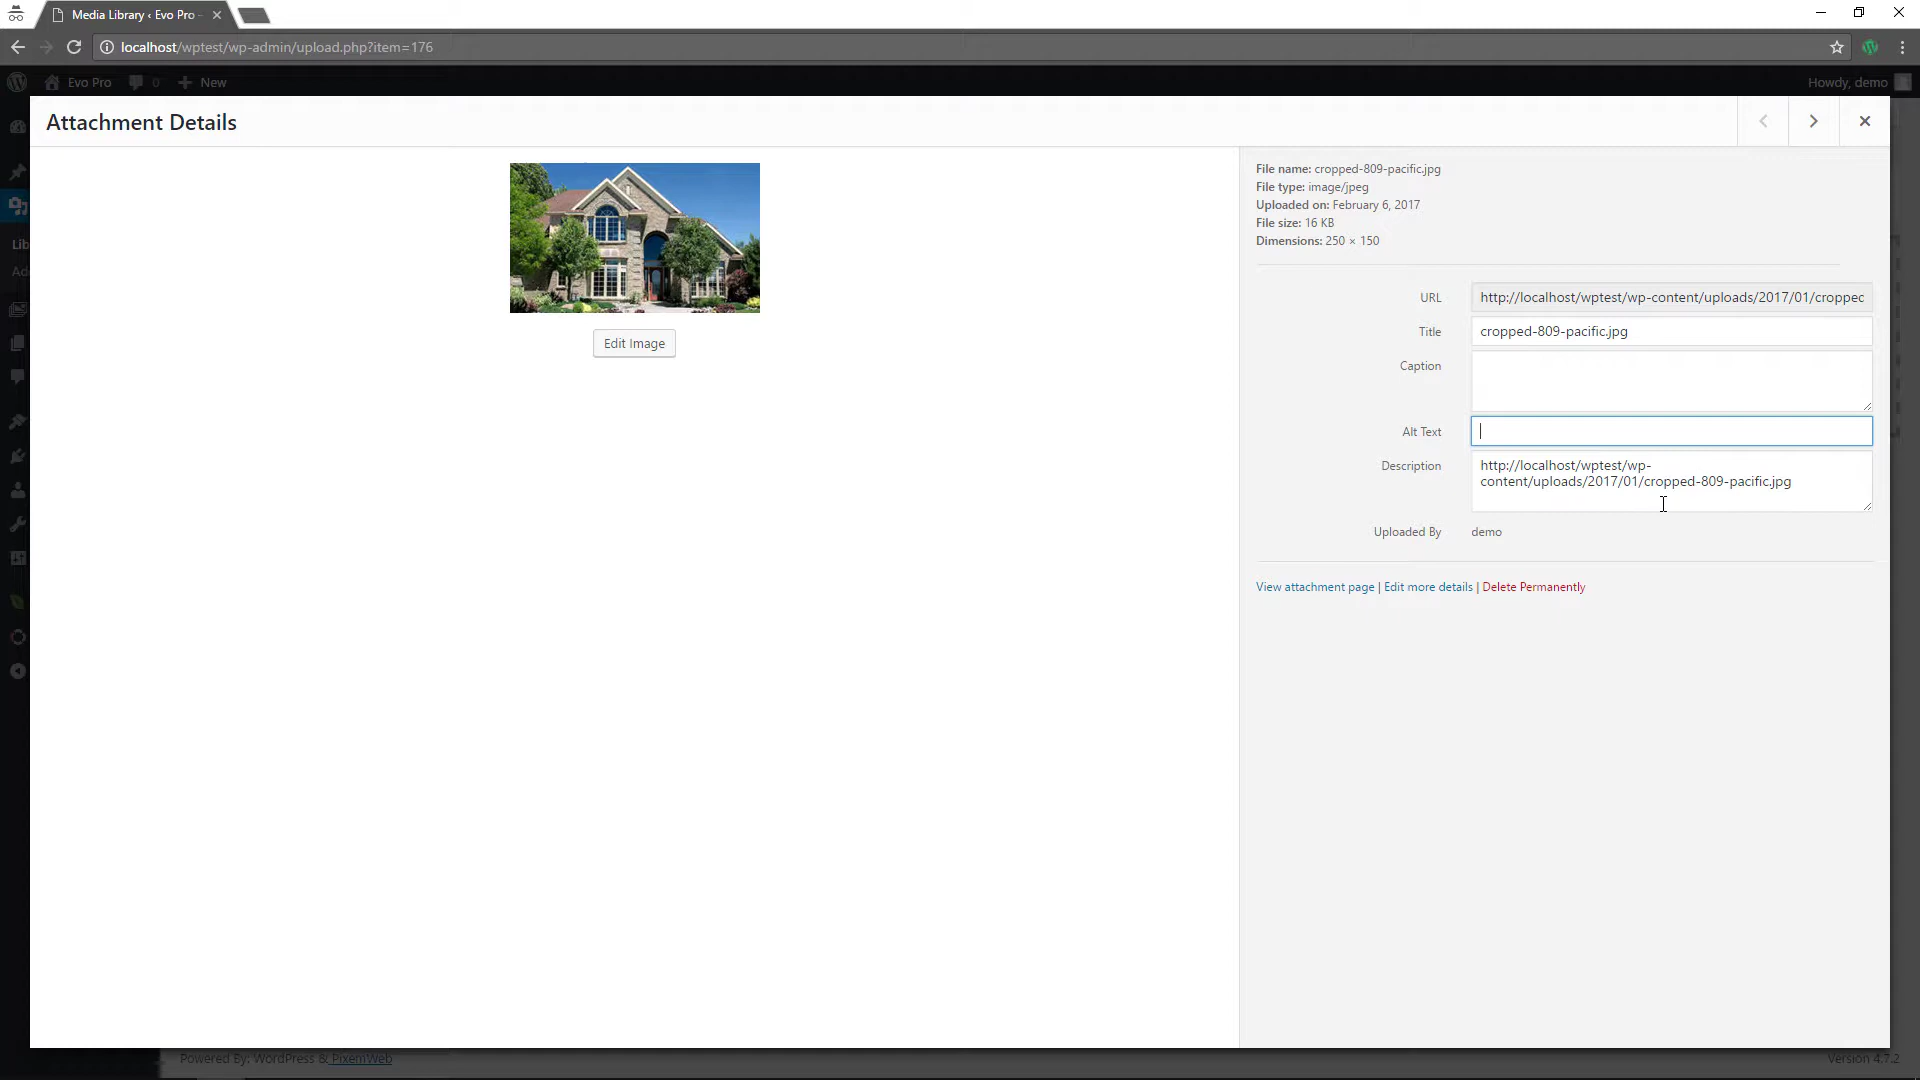 Media Library ‹ Evo Pro
localhost/wptest/wp-admin/upload.php?item=176
Evo Pro 0 New Howdy, demo
Attachment Details
File name: cropped-809-pacific.jpg
File type: image/jpeg
Uploaded on: February 6, 2017
File size: 16 KB
Dimensions: 250 × 150
URL http://localhost/wptest/wp-content/uploads/2017/01/cropped
Title cropped-809-pacific.jpg
Edit Image
Caption
Alt Text
Description http://localhost/wptest/wp-
content/uploads/2017/01/cropped-809-pacific.jpg
Uploaded By demo
View attachment page | Edit more details | Delete Permanently
Lib
Ad
Powered By: WordPress & PixemWeb Version 4.7.2